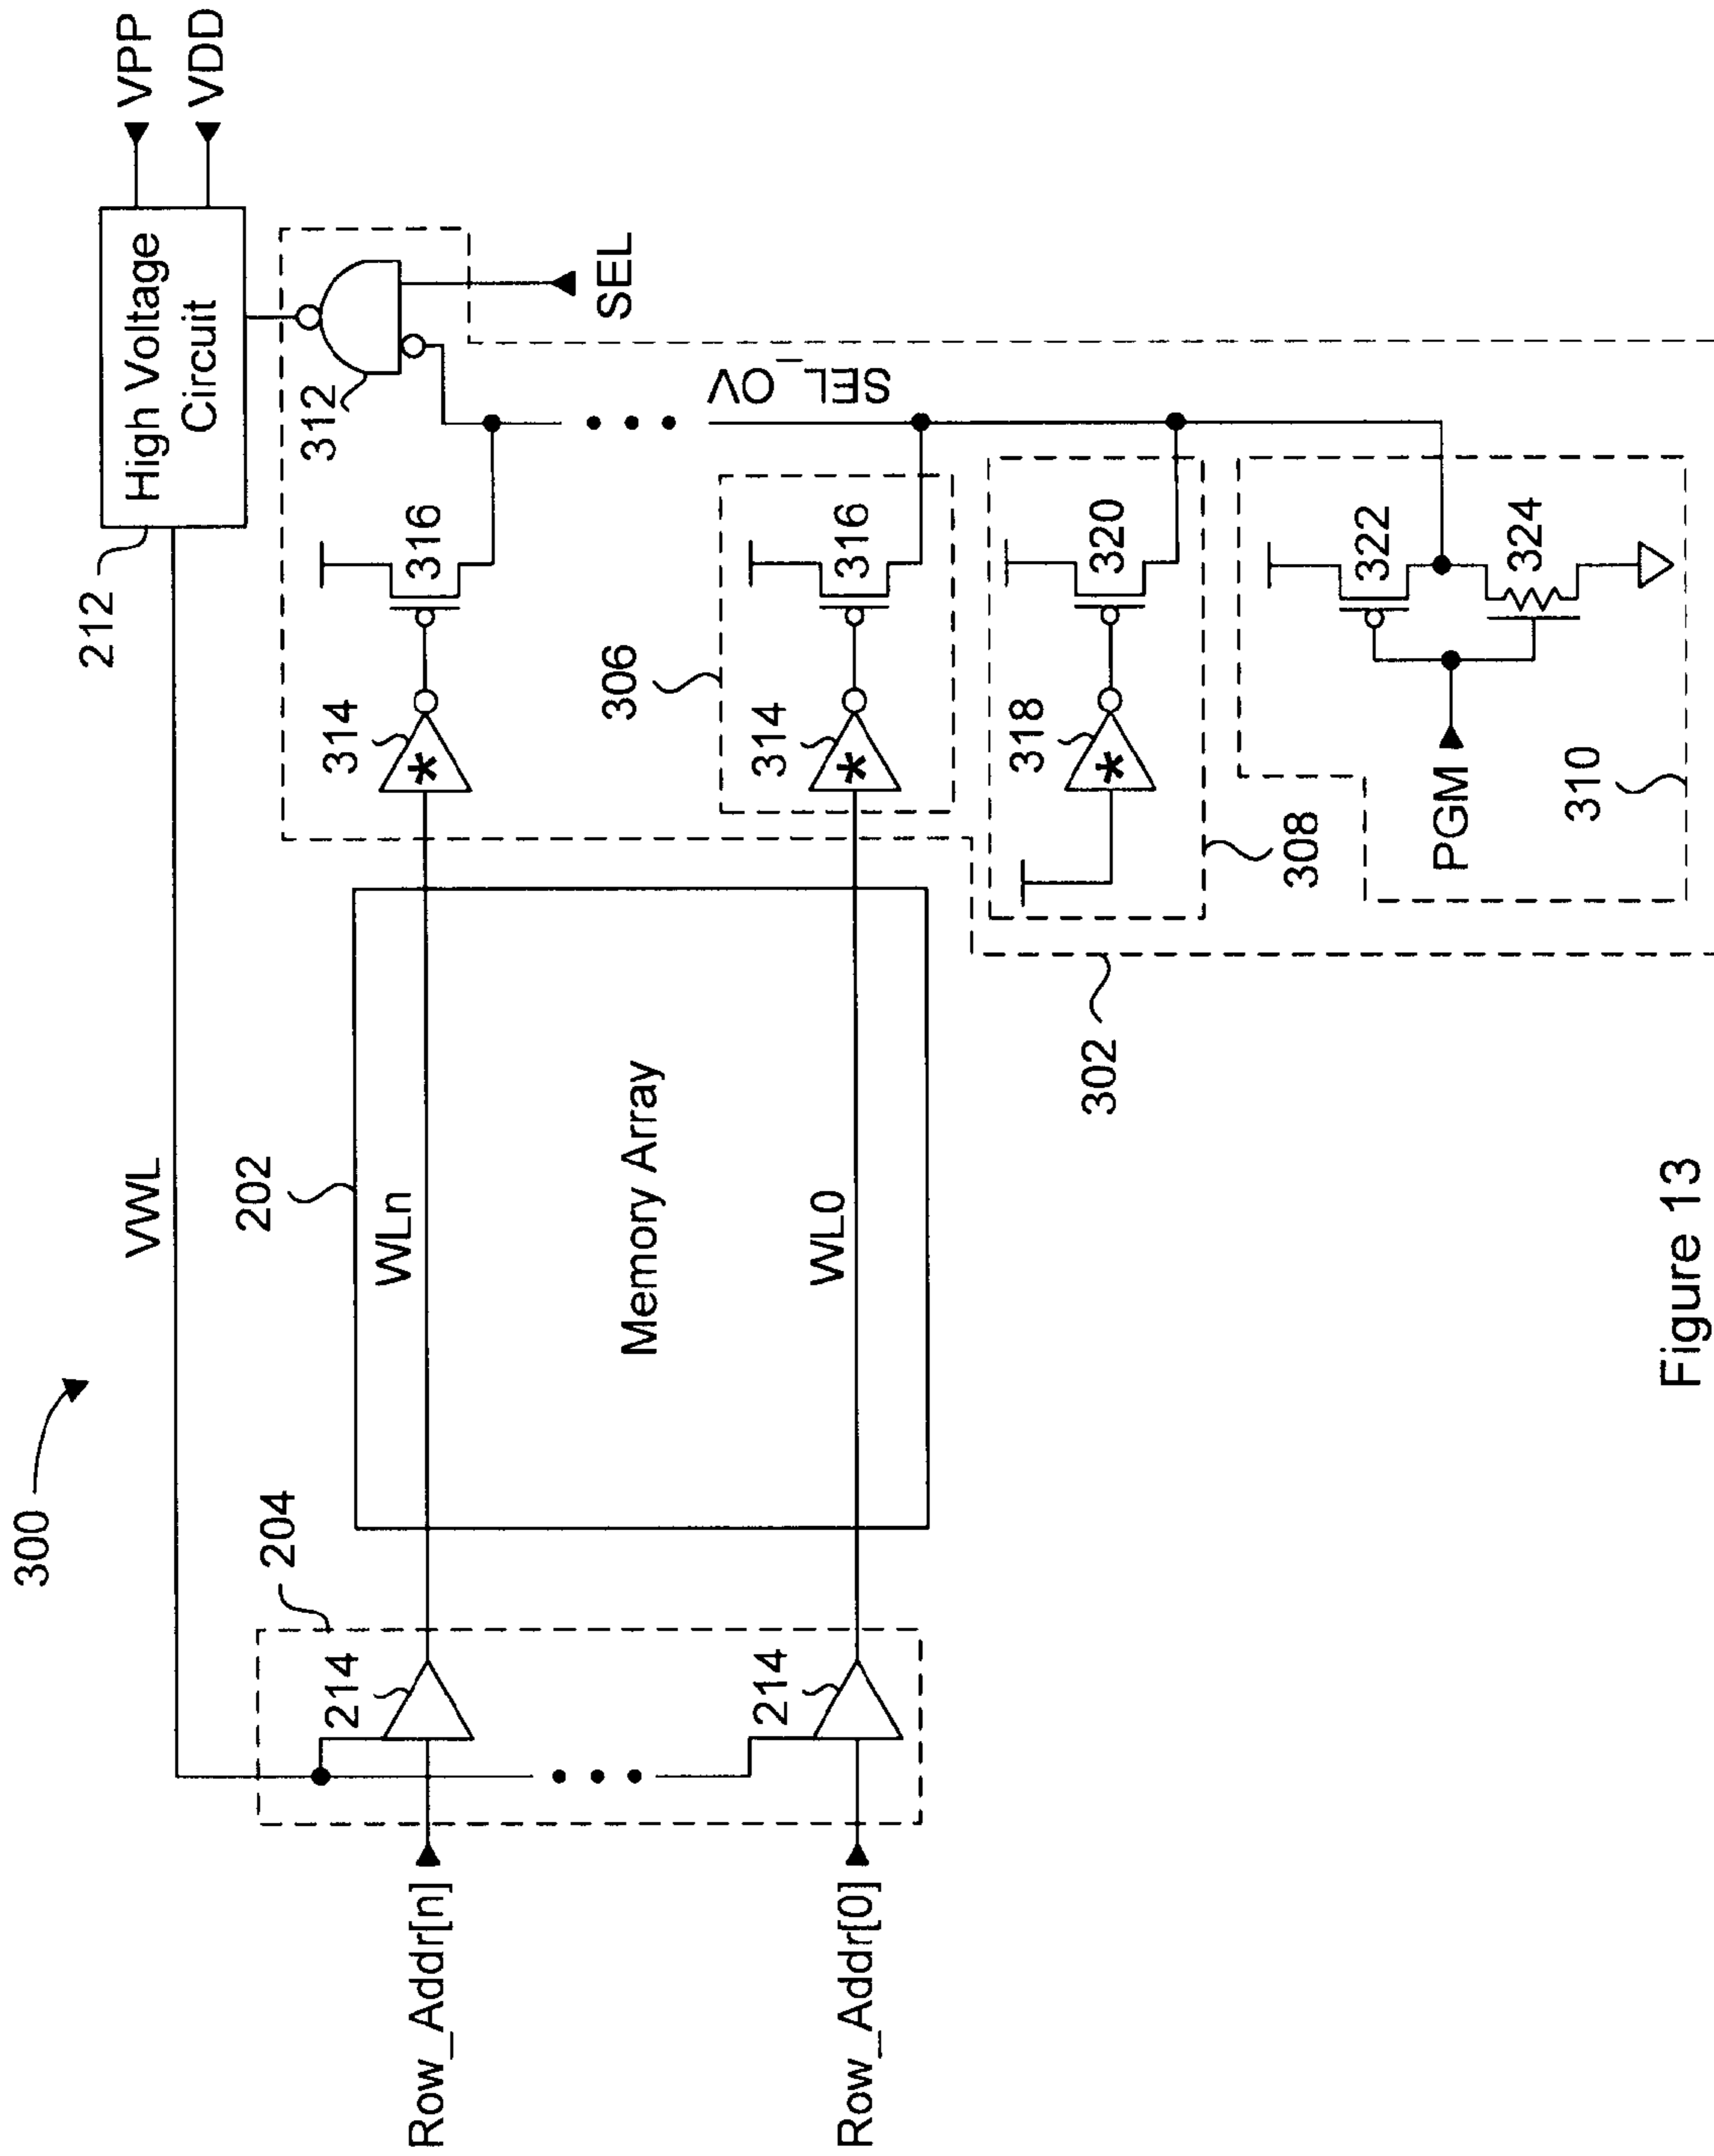 300
VWL
212
High Voltage
Circuit
VPP
VDD
204
214
214
Row_Addr[n]
Row_Addr[0]
202
WLn
Memory Array
WL0
314
*
316
312
SEL
SEL_OV
306
314
*
316
318
*
320
308
302
322
324
PGM
310
Figure 13